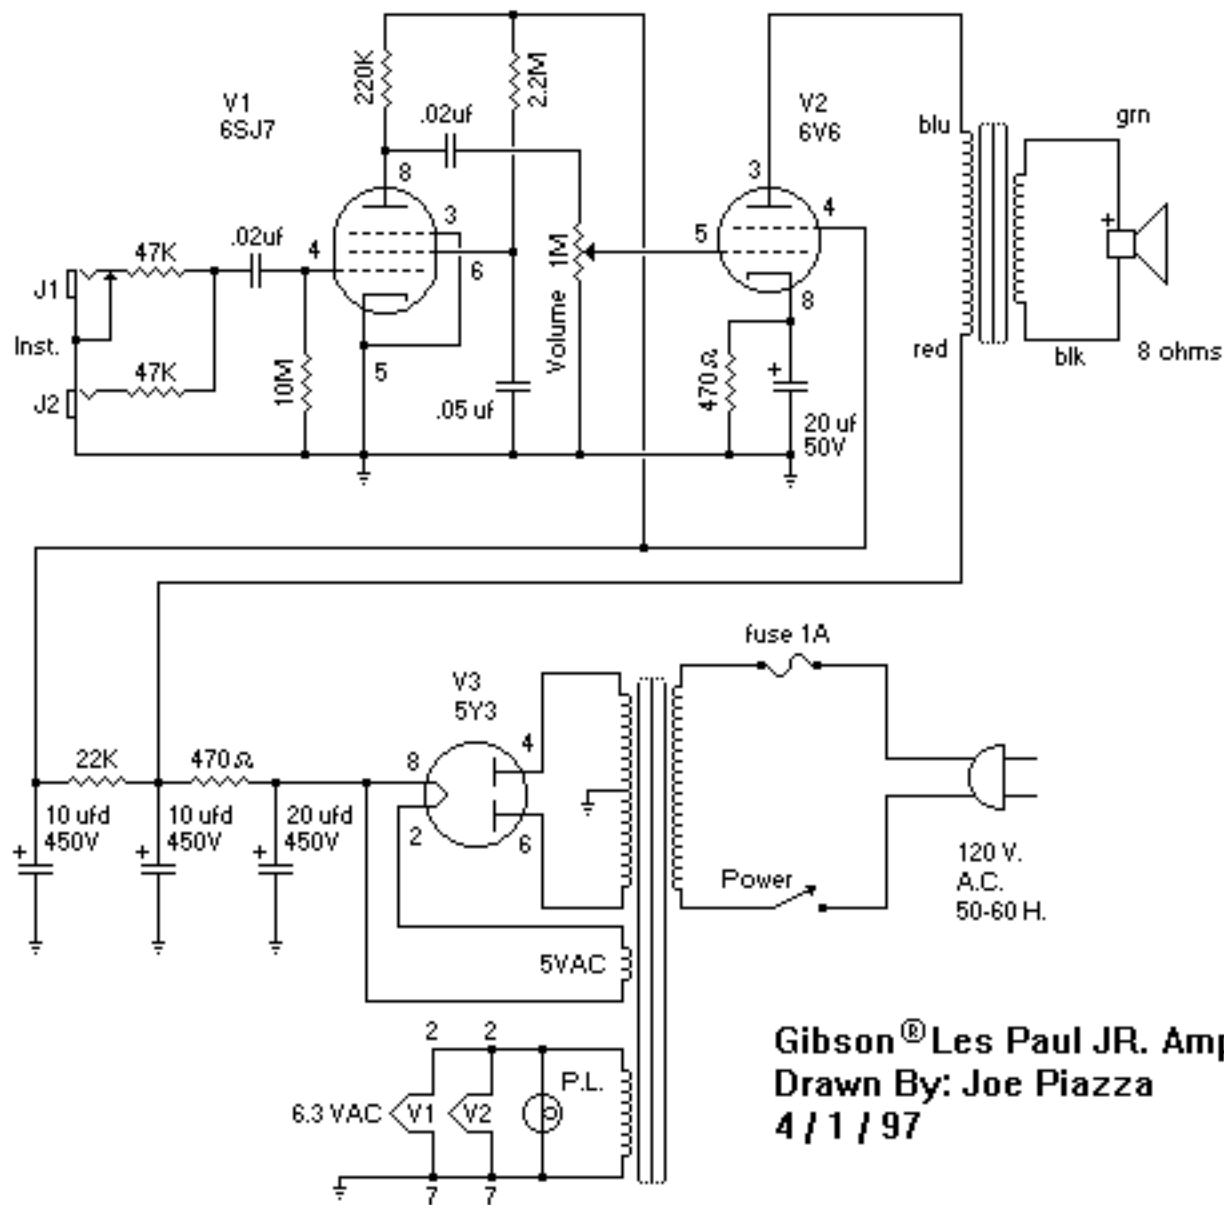 V1
6SJ7
220K
2.2M
.02uf
8
3
4
6
5
.02uf
47K
J1
Inst.
47K
J2
10M
.05 uf
Volume 1M
V2
6V6
3
4
5
8
470Ω
+
20 uf
50V
blu
red
grn
blk
+
8 ohms
fuse 1A
V3
5Y3
4
8
2
6
22K
470Ω
10 ufd
450V
+
10 ufd
450V
+
20 ufd
450V
+
Power
120 V.
A.C.
50-60 H.
5VAC
2
2
P.L.
6.3 VAC
V1
V2
7
7
Gibson ® Les Paul JR. Amp
Drawn By: Joe Piazza
4 / 1 / 97